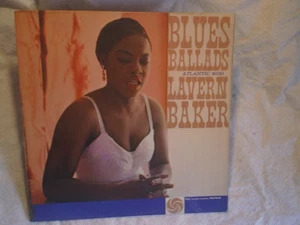 BLUES
BALLADS
ATLANTIC 8030
LAVERN
BAKER